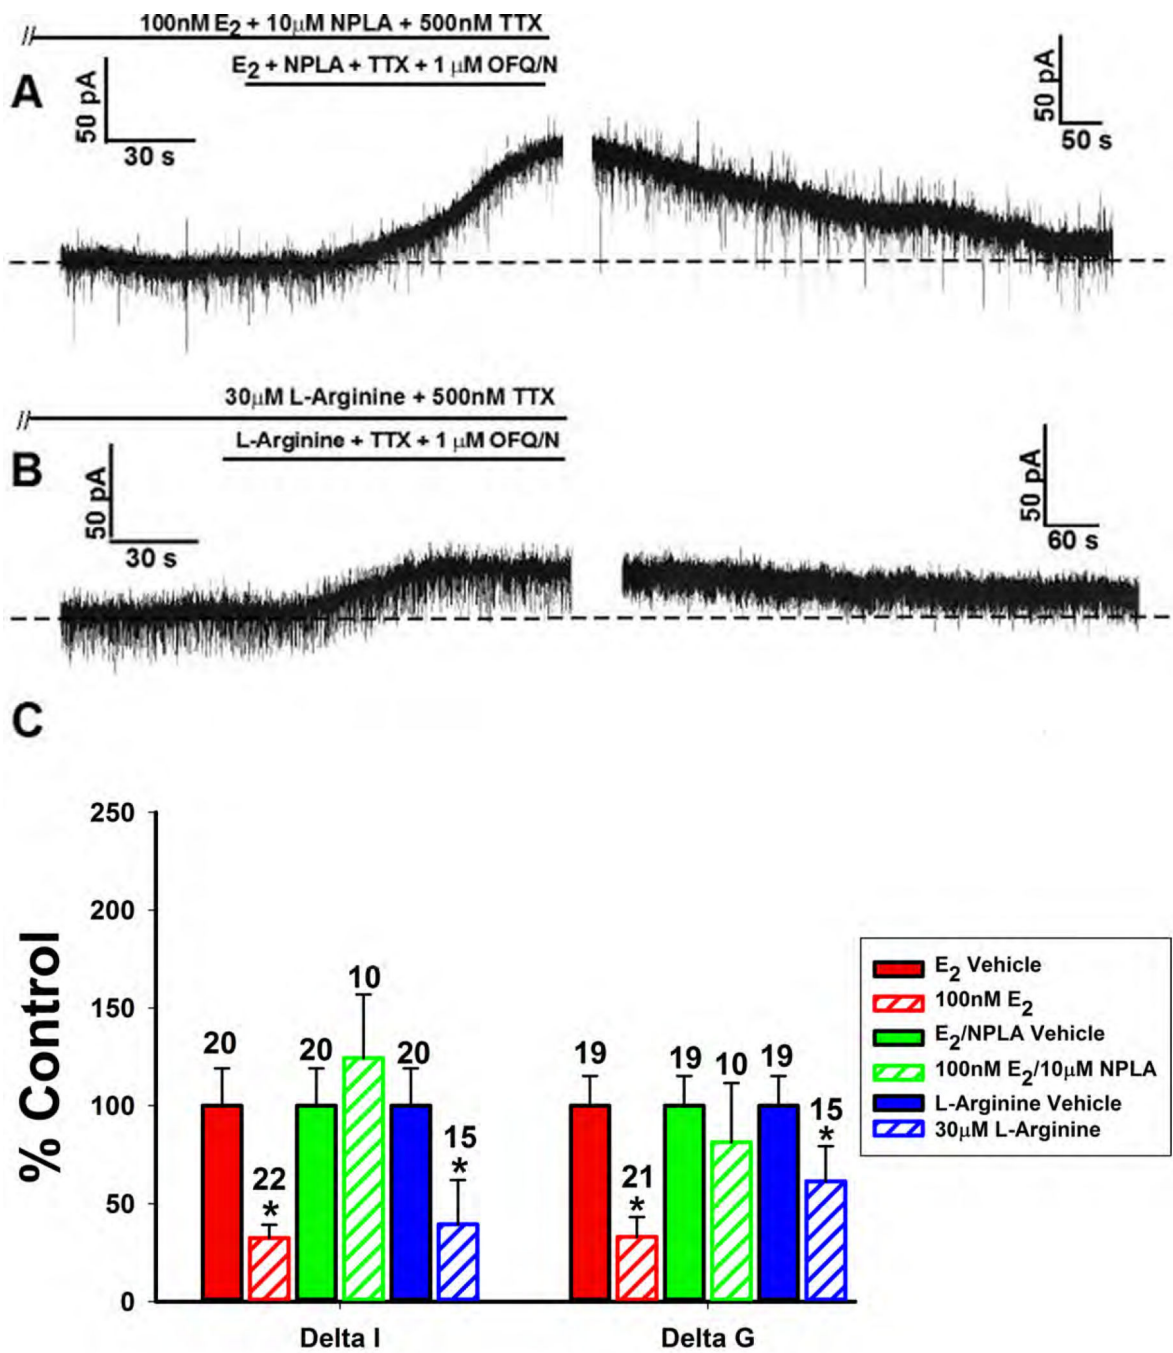 100nM E2 + 10μM NPLA + 500nM TTX
E2 + NPLA + TTX + 1 μM OFQ/N
A
50 pA
30 s
50 pA
50 s
30μM L-Arginine + 500nM TTX
L-Arginine + TTX + 1 μM OFQ/N
B
50 pA
30 s
50 pA
60 s
C
% Control
250
200
150
100
50
0
20
22
*
20
10
20
15
*
19
21
*
19
10
19
15
*
Delta I
Delta G
E2 Vehicle
100nM E2
E2/NPLA Vehicle
100nM E2/10μM NPLA
L-Arginine Vehicle
30μM L-Arginine